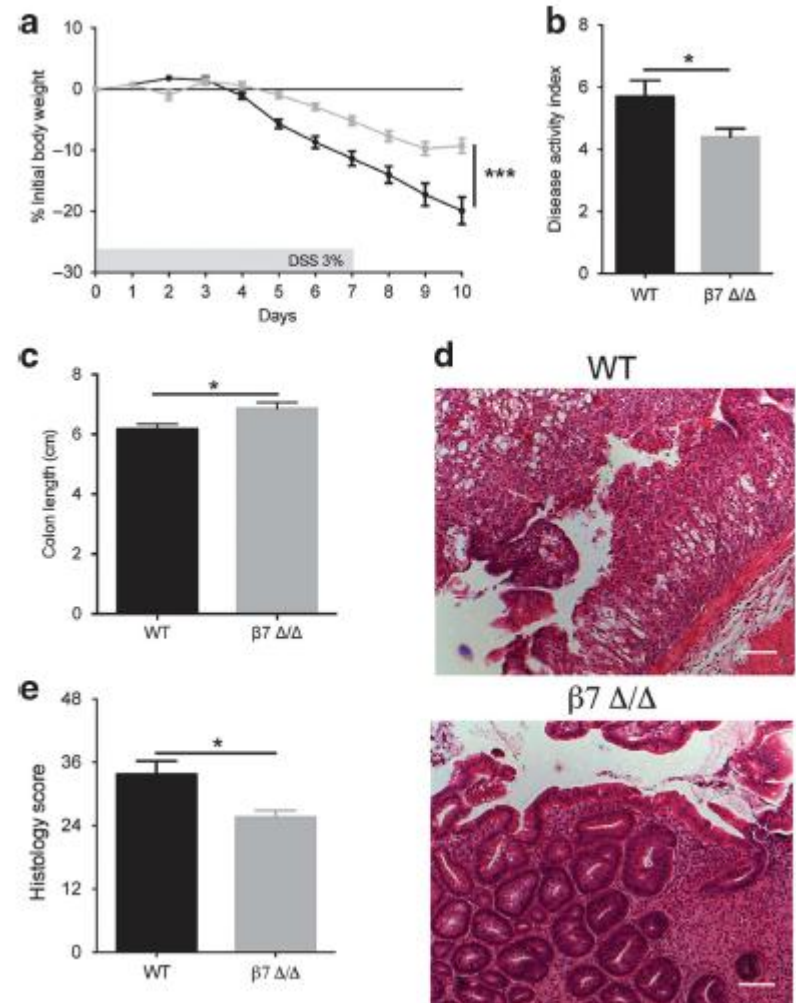 a
10
0
–10
–20
–30
% Initial body weight
***
DSS 3%
0 1 2 3 4 5 6 7 8 9 10
Days
b
8
6
4
2
0
Disease activity index
*
WT β7 Δ/Δ
c
8
6
4
2
0
Colon length (cm)
*
WT β7 Δ/Δ
d
WT
β7 Δ/Δ
e
48
36
24
12
0
Histology score
*
WT β7 Δ/Δ